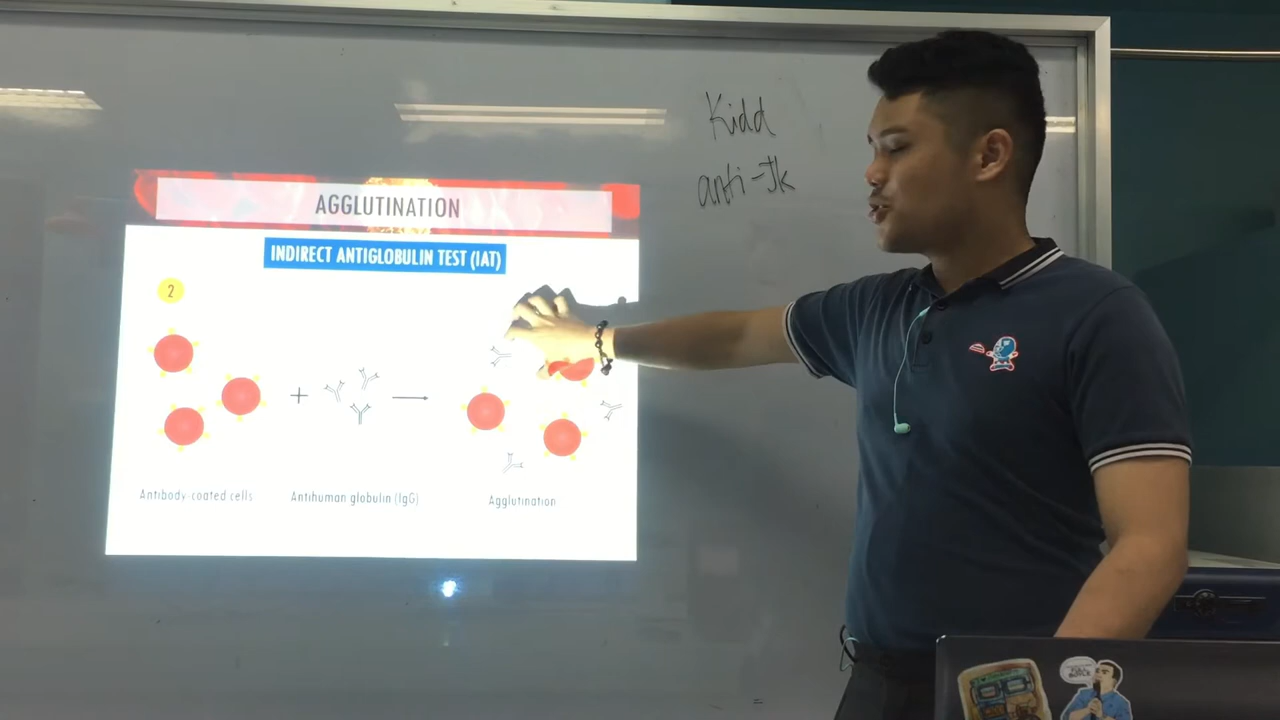 Kidd
anti-Jk
AGGLUTINATION
INDIRECT ANTIGLOBULIN TEST (IAT)
2
+
Antibody-coated cells
Antihuman globulin (IgG)
Agglutination